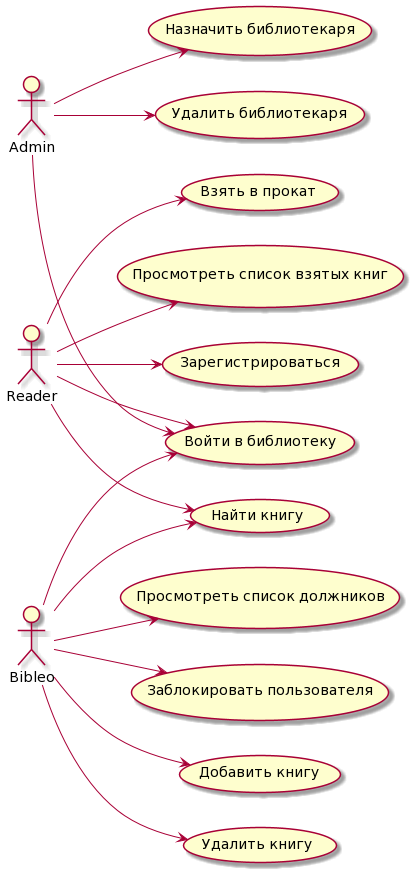 Назначить библиотекаря
Удалить библиотекаря
Admin
Взять в прокат
Просмотреть список взятых книг
Зарегистрироваться
Reader
Войти в библиотеку
Найти книгу
Просмотреть список должников
Bibleo
Заблокировать пользователя
Добавить книгу
Удалить книгу